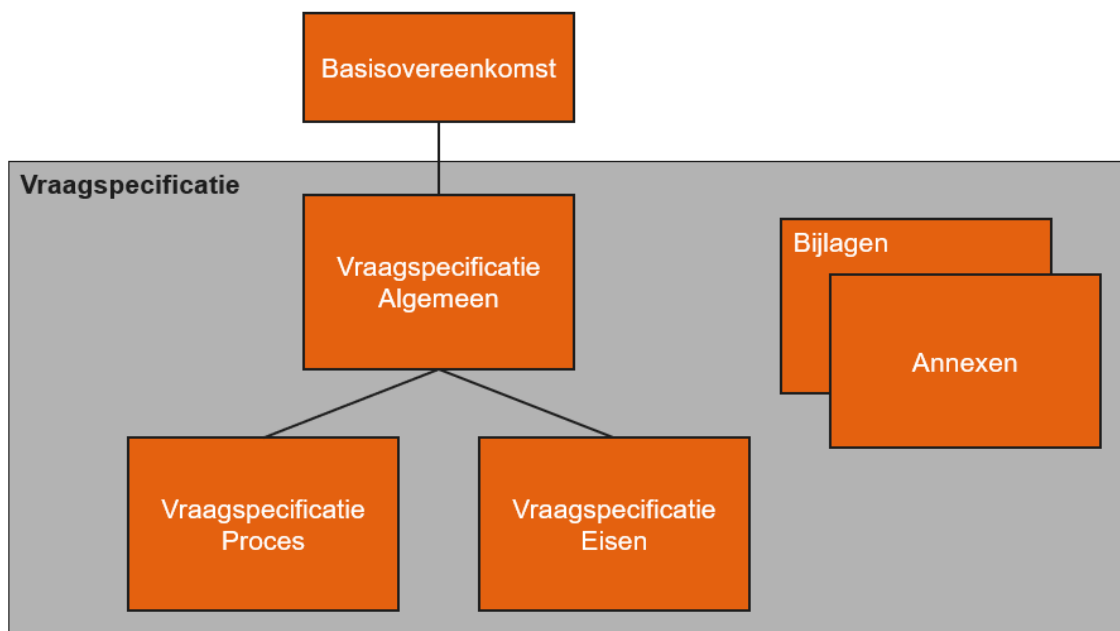 Basisovereenkomst
Vraagspecificatie
Vraagspecificatie
Algemeen
Bijlagen
Annexen
Vraagspecificatie
Proces
Vraagspecificatie
Eisen